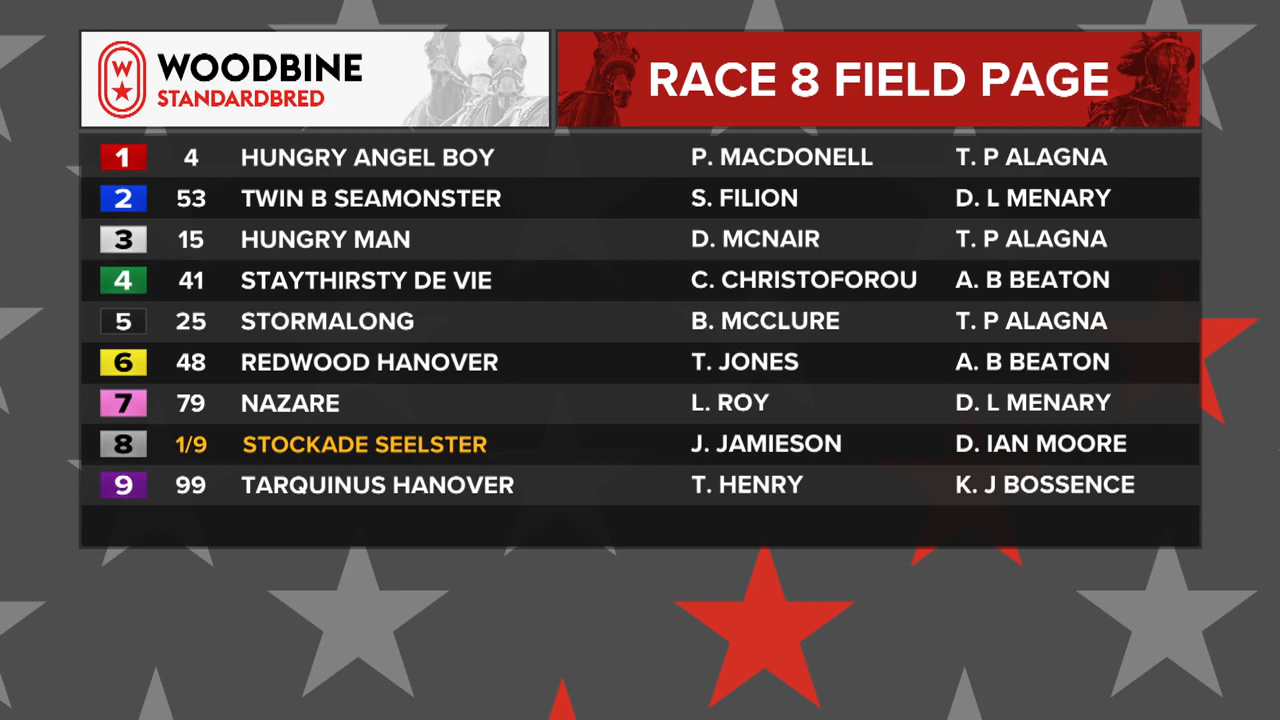 W
WOODBINE
STANDARDBRED
RACE 8 FIELD PAGE
1 4 HUNGRY ANGEL BOY P. MACDONELL T. P ALAGNA
2 53 TWIN B SEAMONSTER S. FILION D. L MENARY
3 15 HUNGRY MAN D. MCNAIR T. P ALAGNA
4 41 STAYTHIRSTY DE VIE C. CHRISTOFOROU A. B BEATON
5 25 STORMALONG B. MCCLURE T. P ALAGNA
6 48 REDWOOD HANOVER T. JONES A. B BEATON
7 79 NAZARE L. ROY D. L MENARY
8 1/9 STOCKADE SEELSTER J. JAMIESON D. IAN MOORE
9 99 TARQUINUS HANOVER T. HENRY K. J BOSSENCE